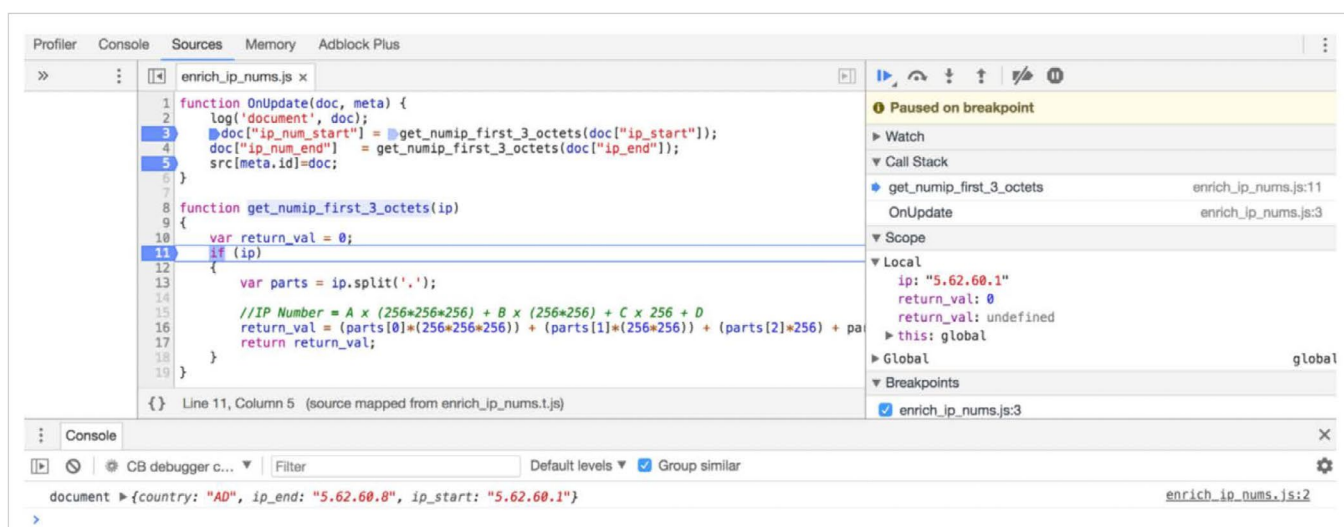 Profiler Console Sources Memory Adblock Plus
»
enrich_ip_nums.js ×
1 function OnUpdate(doc, meta) {
2 log('document', doc);
3 doc["ip_num_start"] = get_numip_first_3_octets(doc["ip_start"]);
4 doc["ip_num_end"] = get_numip_first_3_octets(doc["ip_end"]);
5 src[meta.id]=doc;
6 }
7
8 function get_numip_first_3_octets(ip)
9 {
10 var return_val = 0;
11 if (ip)
12 {
13 var parts = ip.split('.');
14
15 //IP Number = A x (256*256*256) + B x (256*256) + C x 256 + D
16 return_val = (parts[0]*(256*256*256)) + (parts[1]*(256*256)) + (parts[2]*256) + par
17 return return_val;
18 }
19 }
{} Line 11, Column 5 (source mapped from enrich_ip_nums.t.js)
Paused on breakpoint
Watch
Call Stack
get_numip_first_3_octets enrich_ip_nums.js:11
OnUpdate enrich_ip_nums.js:3
Scope
Local
ip: "5.62.60.1"
return_val: 0
return_val: undefined
this: global
Global global
Breakpoints
enrich_ip_nums.js:3
Console ×
CB debugger c... Filter Default levels Group similar
document {country: "AD", ip_end: "5.62.60.8", ip_start: "5.62.60.1"} enrich_ip_nums.js:2
>